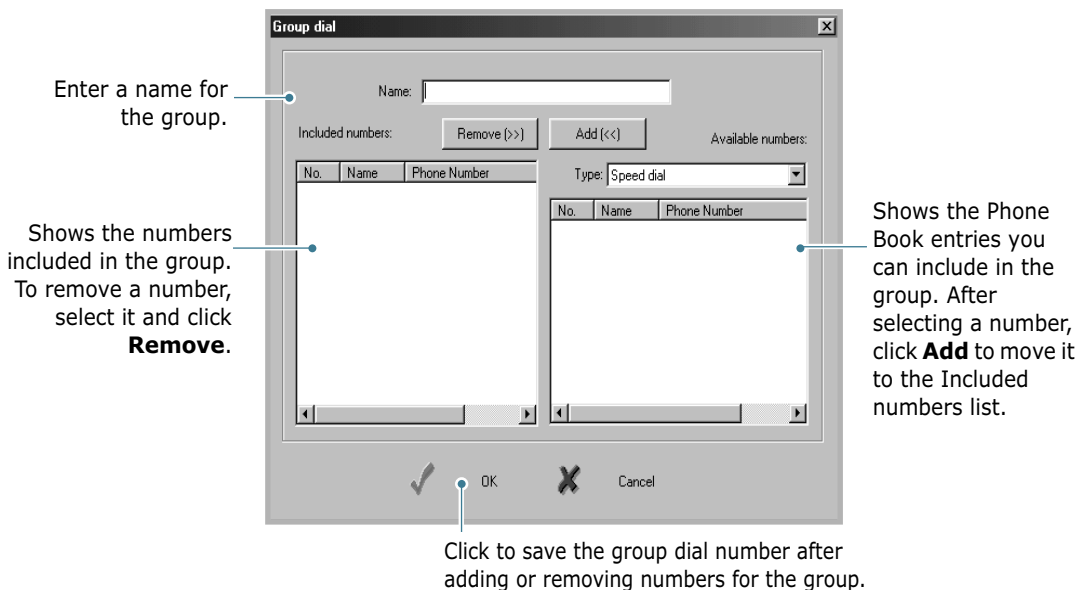 Group dial
Enter a name for
the group.
Name:
Included numbers:
Remove (>>)
Add (<<)
Available numbers:
No. Name Phone Number
Type: Speed dial
No. Name Phone Number
Shows the numbers
included in the group.
To remove a number,
select it and click
Remove.
Shows the Phone
Book entries you
can include in the
group. After
selecting a number,
click Add to move it
to the Included
numbers list.
OK
Cancel
Click to save the group dial number after
adding or removing numbers for the group.